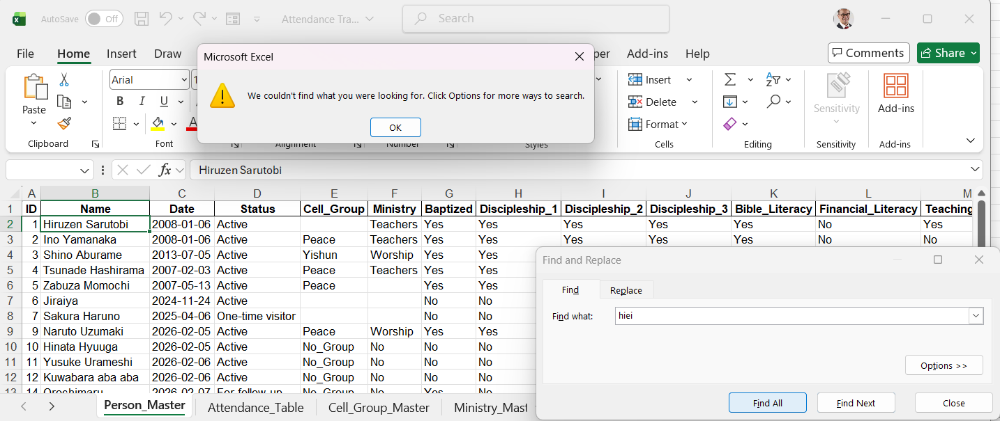 AutoSave Off Attendance Tra... Search
File Home Insert Draw Add-ins Help Comments Share
Microsoft Excel
We couldn't find what you were looking for. Click Options for more ways to search.
OK
Paste
Arial
B I U
Insert
Delete
Format
Sensitivity
Add-ins
Clipboard Font Alignment Number Styles Cells Editing Sensitivity Add-ins
fx Hiruzen Sarutobi
A B C D E F G H I J K L M
1 ID Name Date Status Cell_Group Ministry Baptized Discipleship_1 Discipleship_2 Discipleship_3 Bible_Literacy Financial_Literacy Teaching
2 1 Hiruzen Sarutobi 2008-01-06 Active Teachers Yes Yes Yes Yes Yes No Yes
3 2 Ino Yamanaka 2008-01-06 Active Peace Teachers Yes Yes Yes Yes Yes No No
4 3 Shino Aburame 2013-07-05 Active Yishun Worship Yes Yes
5 4 Tsunade Hashirama 2007-02-03 Active Peace Teachers Yes Yes
6 5 Zabuza Momochi 2007-05-13 Active Peace Yes Yes
7 6 Jiraiya 2024-11-24 Active No No
8 7 Sakura Haruno 2025-04-06 One-time visitor No No
9 9 Naruto Uzumaki 2026-02-05 Active Peace Worship Yes Yes
10 10 Hinata Hyuuga 2026-02-05 Active No_Group No No No
11 11 Yusuke Urameshi 2026-02-06 Active No_Group No No No
12 12 Kuwabara aba aba 2026-02-06 Active No_Group No No No
13 14 Orochimaru 2026-02-07 For follow-up No_Group No Yes No
Person_Master Attendance_Table Cell_Group_Master Ministry_Mast
Find and Replace
Find Replace
Find what: hiei
Options >>
Find All Find Next Close